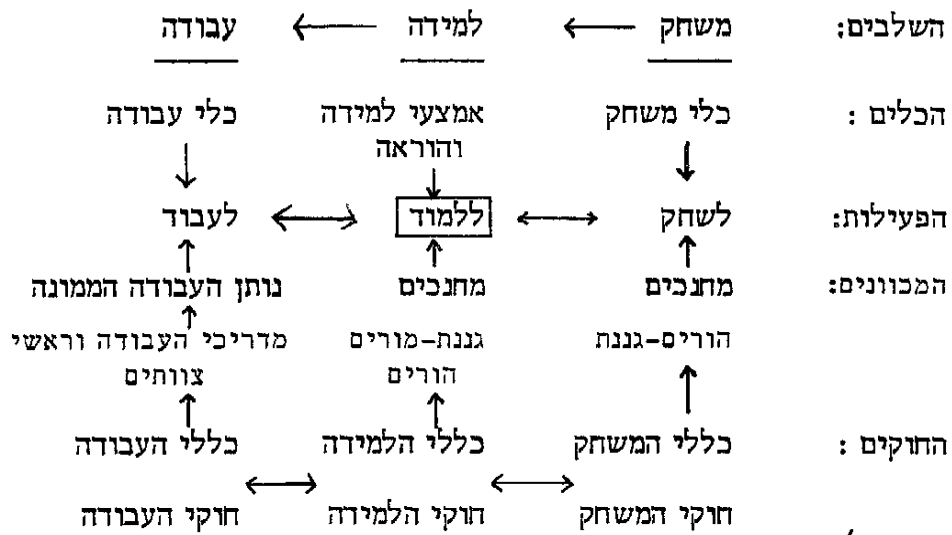 השלבים: משחק למידה עבודה
הכלים : כלי משחק אמצעי למידה כלי עבודה
והוראה
הפעילות: לשחק ללמוד לעבוד
המכוונים: מחנכים מחנכים נותן העבודה הממונה
הורים-גננת גננת-מורים מדריכי העבודה וראשי
הורים צוותים
החוקים : כללי המשחק כללי הלמידה כללי העבודה
חוקי המשחק חוקי הלמידה חוקי העבודה